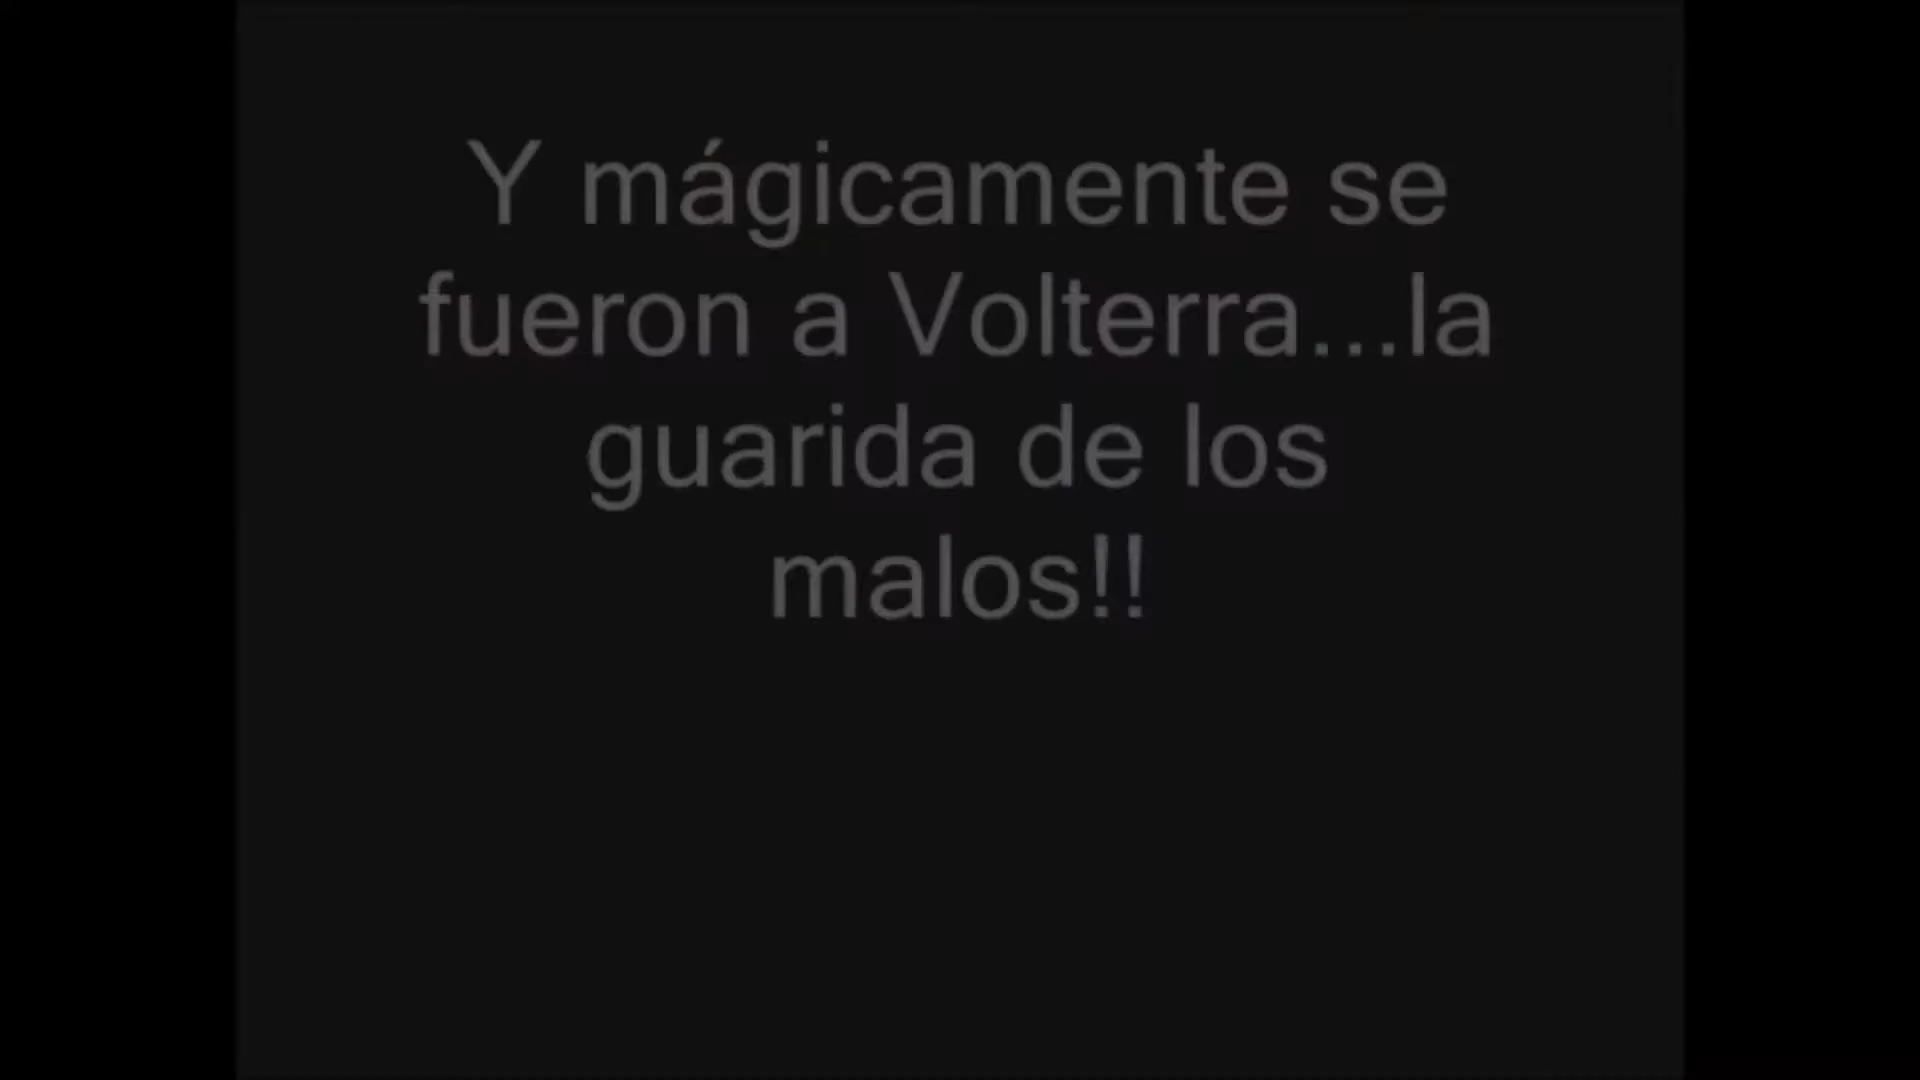 Y mágicamente se
fueron a Volterra...la
guarida de los
malos!!